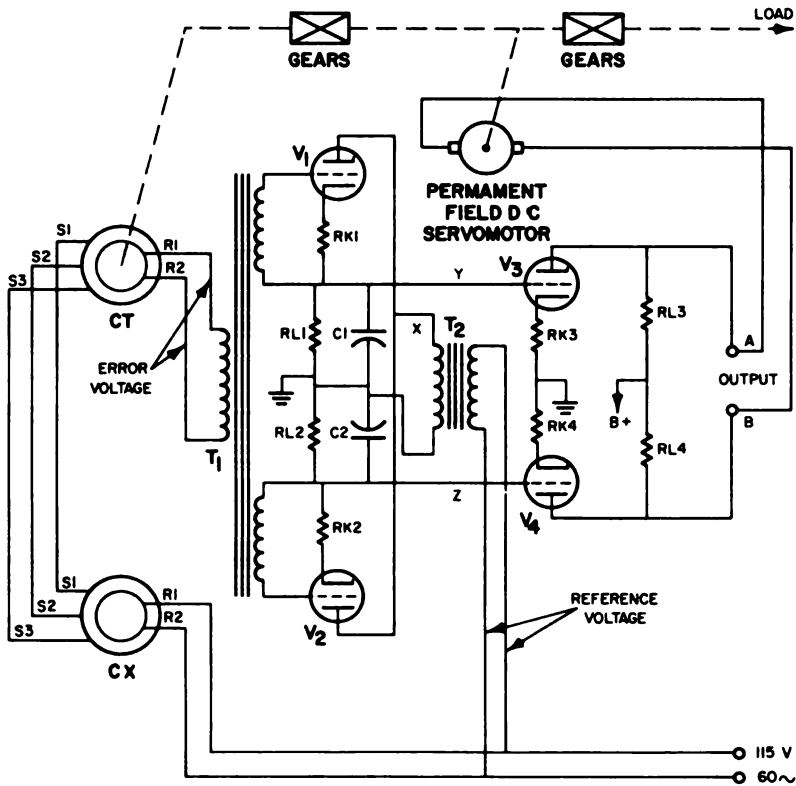 LOAD
GEARS
GEARS
V1
PERMAMENT
FIELD D C
SERVOMOTOR
RK1
S1
S2
S3
R1
R2
CT
Y
V3
RL1
C1
X
T2
RK3
RL3
A
ERROR
VOLTAGE
OUTPUT
RL2
C2
RK4
B+
B
T1
RL4
Z
RK2
V4
S1
S2
S3
R1
R2
CX
V2
REFERENCE
VOLTAGE
115 V
60~